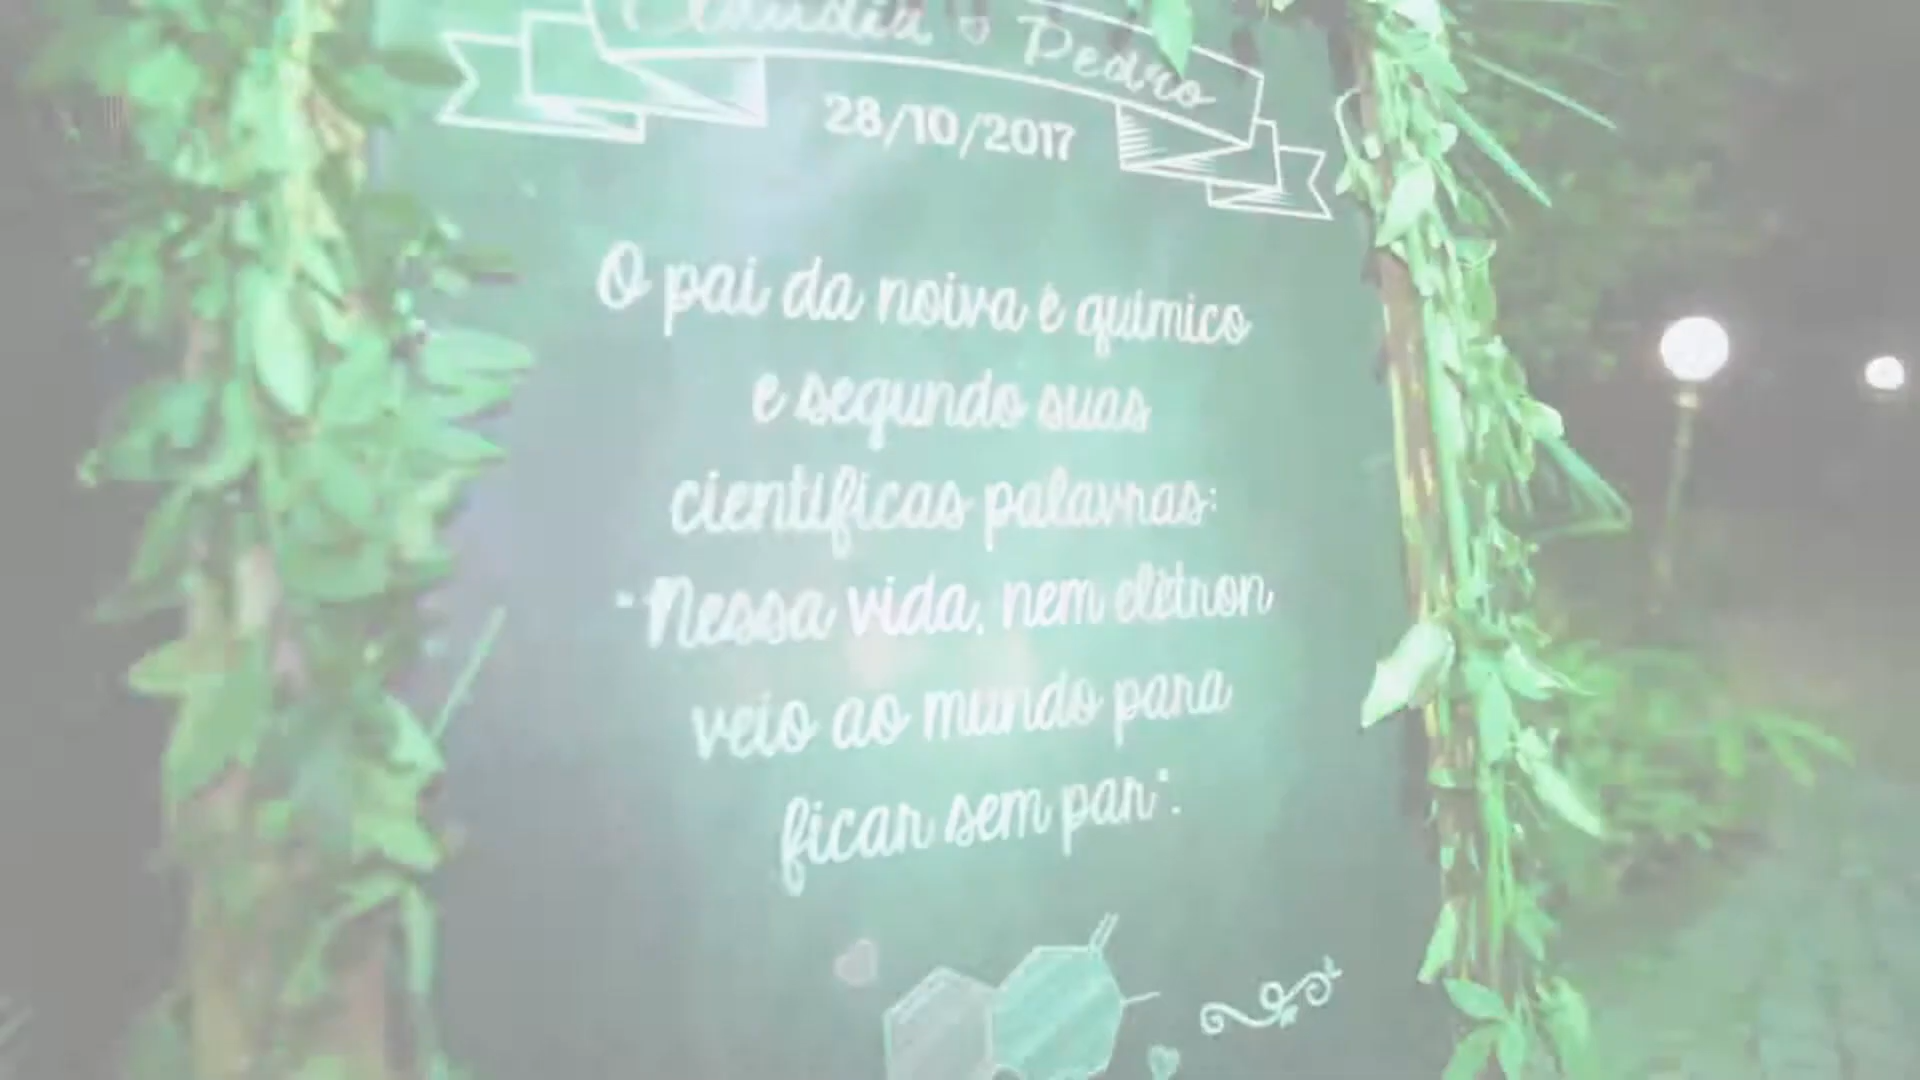 Claudia Pedro
28/10/2017
O pai da noiva é químico
e segundo suas
científicas palavras:
"Nessa vida, nem elétron
veio ao mundo para
ficar sem par".